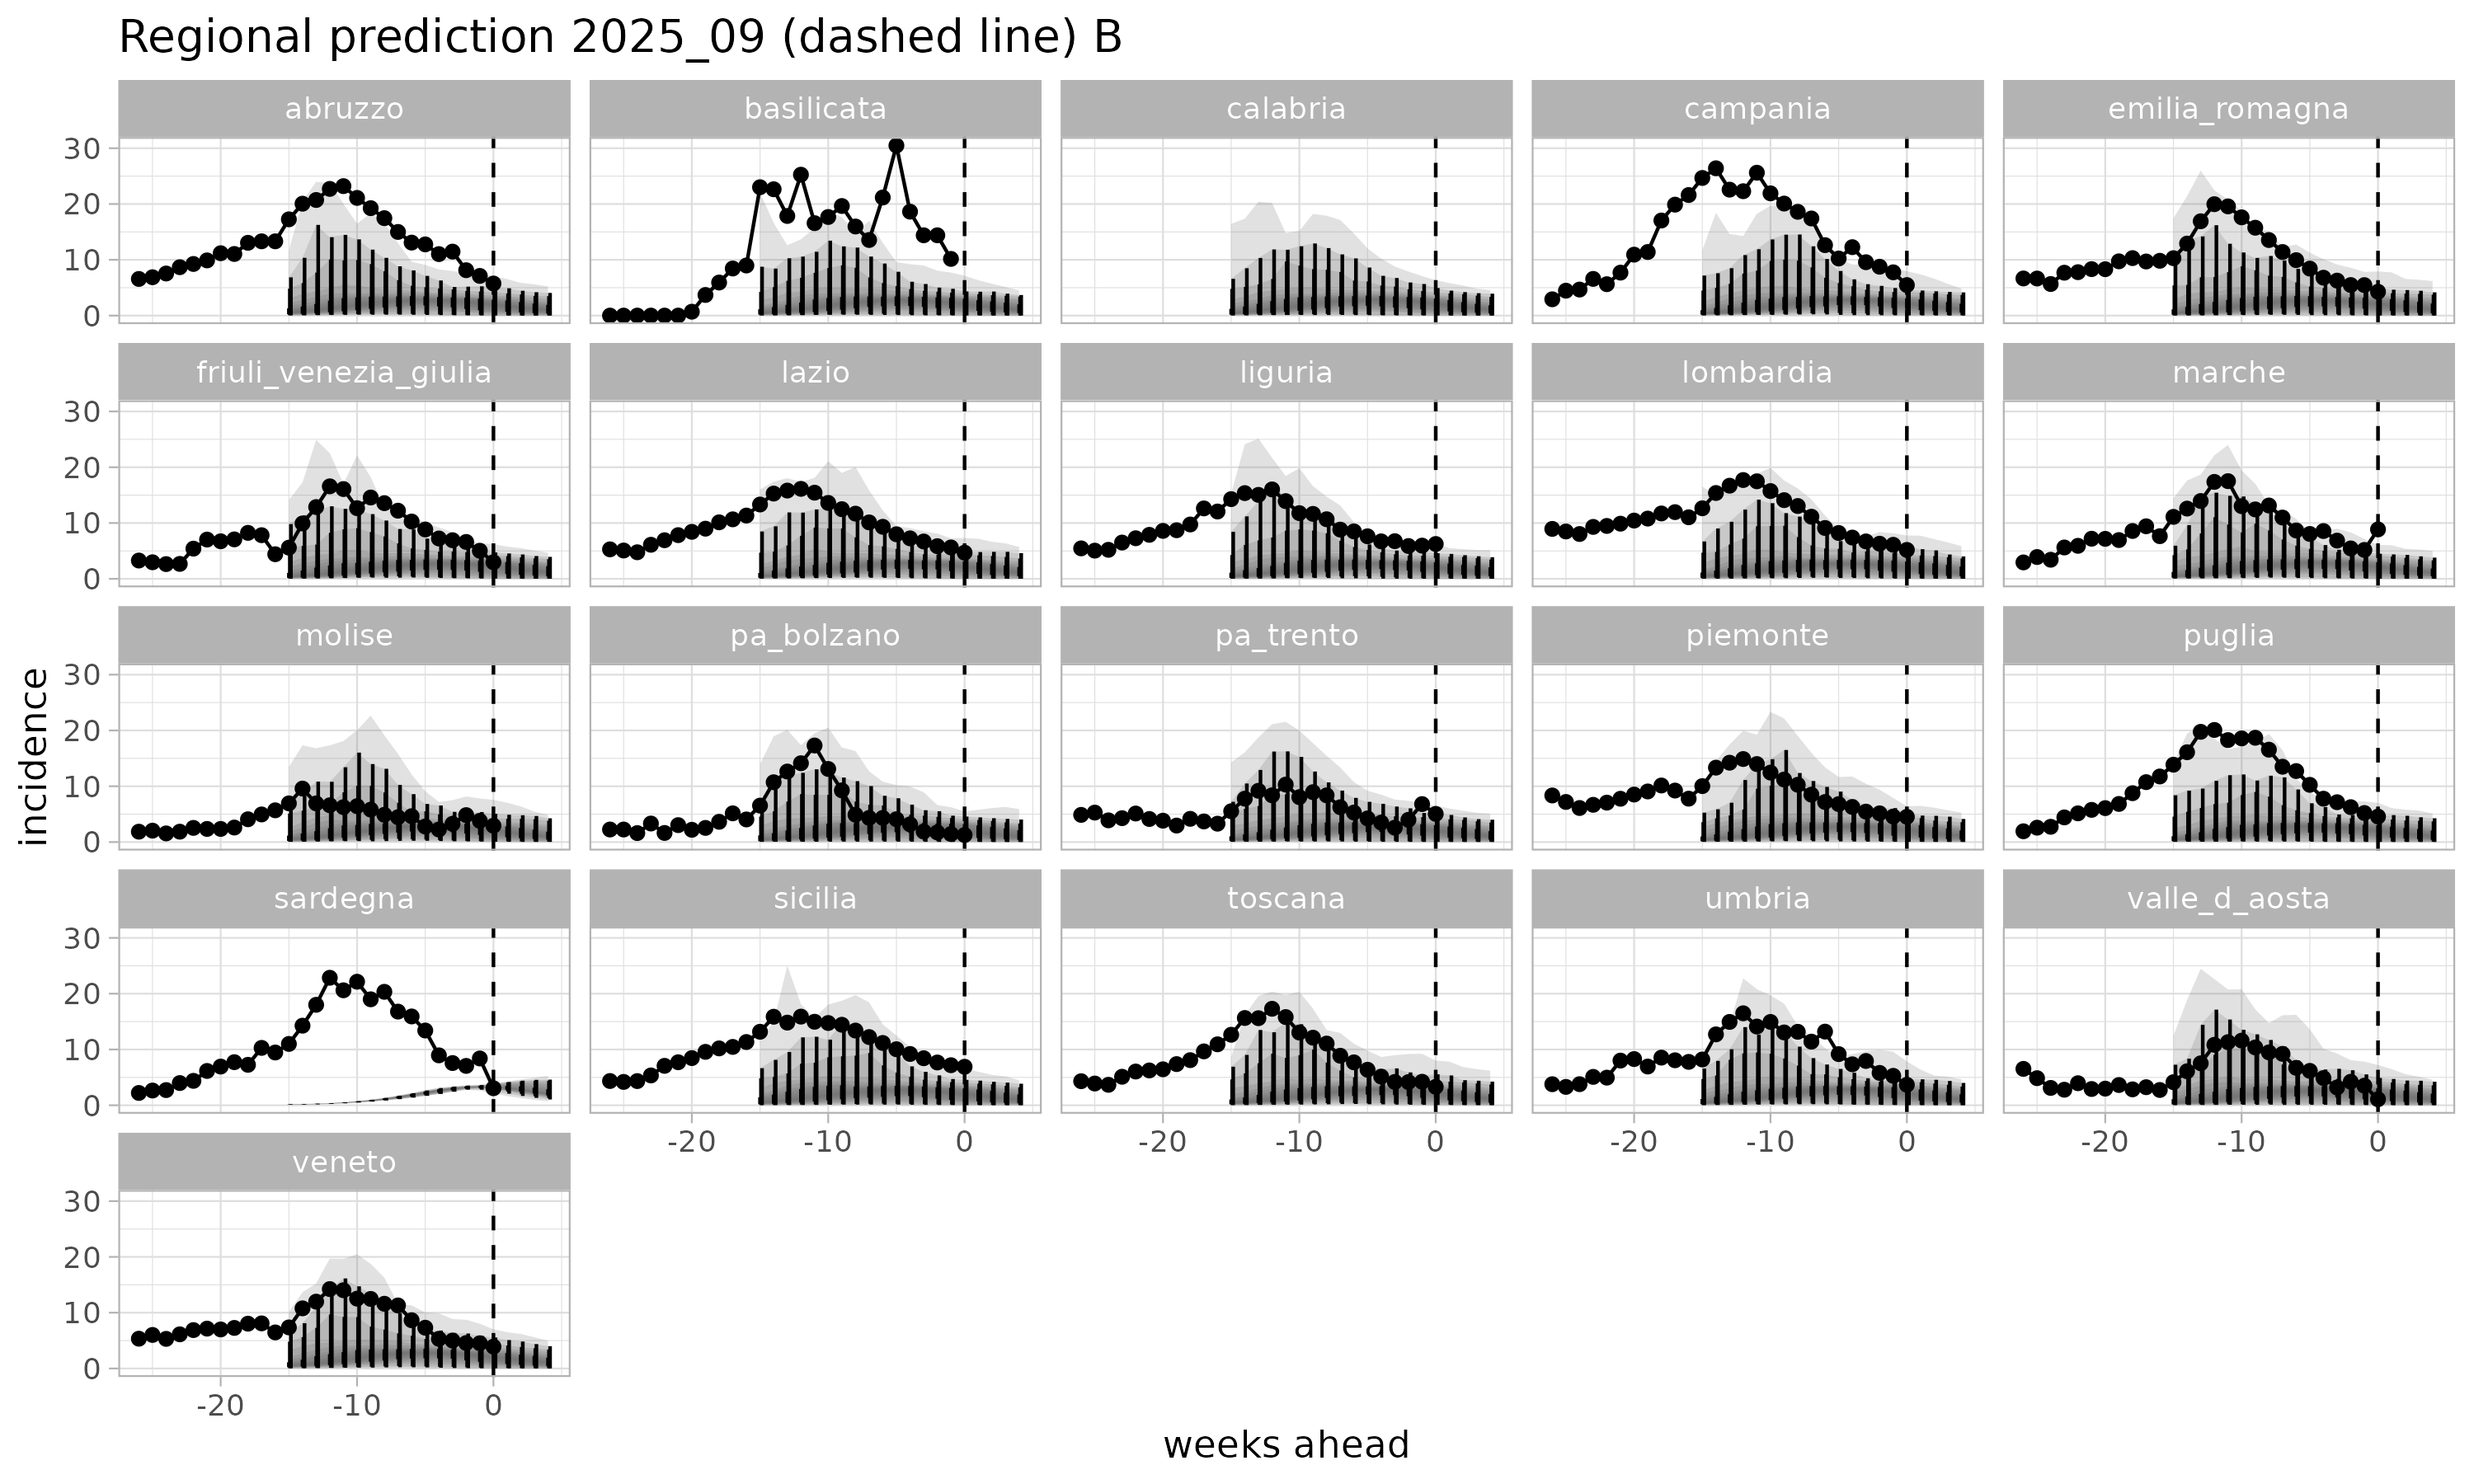 Regional prediction 2025_09 (dashed line) B
abruzzo
basilicata
calabria
campania
emilia_romagna
30
20
10
0
friuli_venezia_giulia
lazio
liguria
lombardia
marche
30
20
10
0
molise
pa_bolzano
pa_trento
piemonte
puglia
incidence
30
20
10
0
sardegna
sicilia
toscana
umbria
valle_d_aosta
30
20
10
0
-20 -10 0
-20 -10 0
-20 -10 0
-20 -10 0
veneto
30
20
10
0
-20 -10 0
weeks ahead